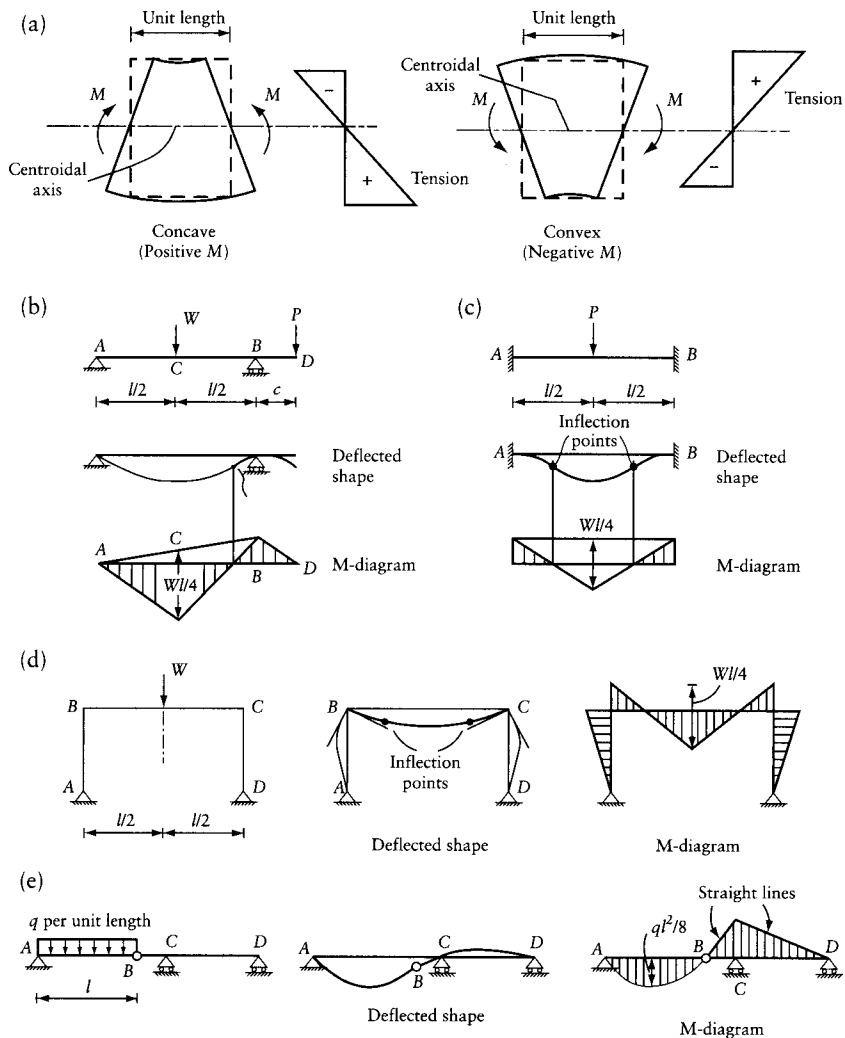 (a)
Unit length
M
M
Centroidal
axis
Concave
(Positive M)
−
+
Tension
Unit length
Centroidal
axis
M
M
Convex
(Negative M)
+
−
Tension
(b)
W
P
A
C
B
D
l/2
l/2
c
Deflected
shape
A
C
B
D
Wl/4
M-diagram
(c)
P
A
B
l/2
l/2
Inflection
points
A
B
Deflected
shape
Wl/4
M-diagram
(d)
W
B
C
A
D
l/2
l/2
B
C
Inflection
points
A
D
Deflected shape
Wl/4
M-diagram
(e)
q per unit length
A
B
C
D
l
A
B
C
D
Deflected shape
Straight lines
ql²/8
A
B
C
D
M-diagram